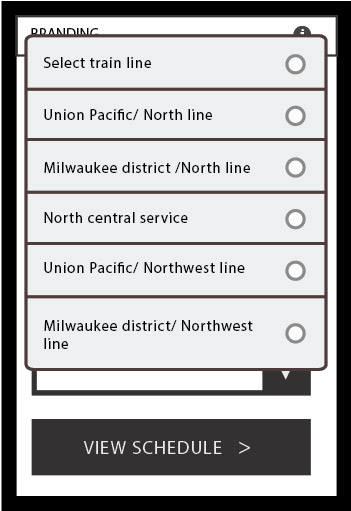 BRANDING
Select train line
Union Pacific/ North line
Milwaukee district /North line
North central service
Union Pacific/ Northwest line
Milwaukee district/ Northwest
line
VIEW SCHEDULE >